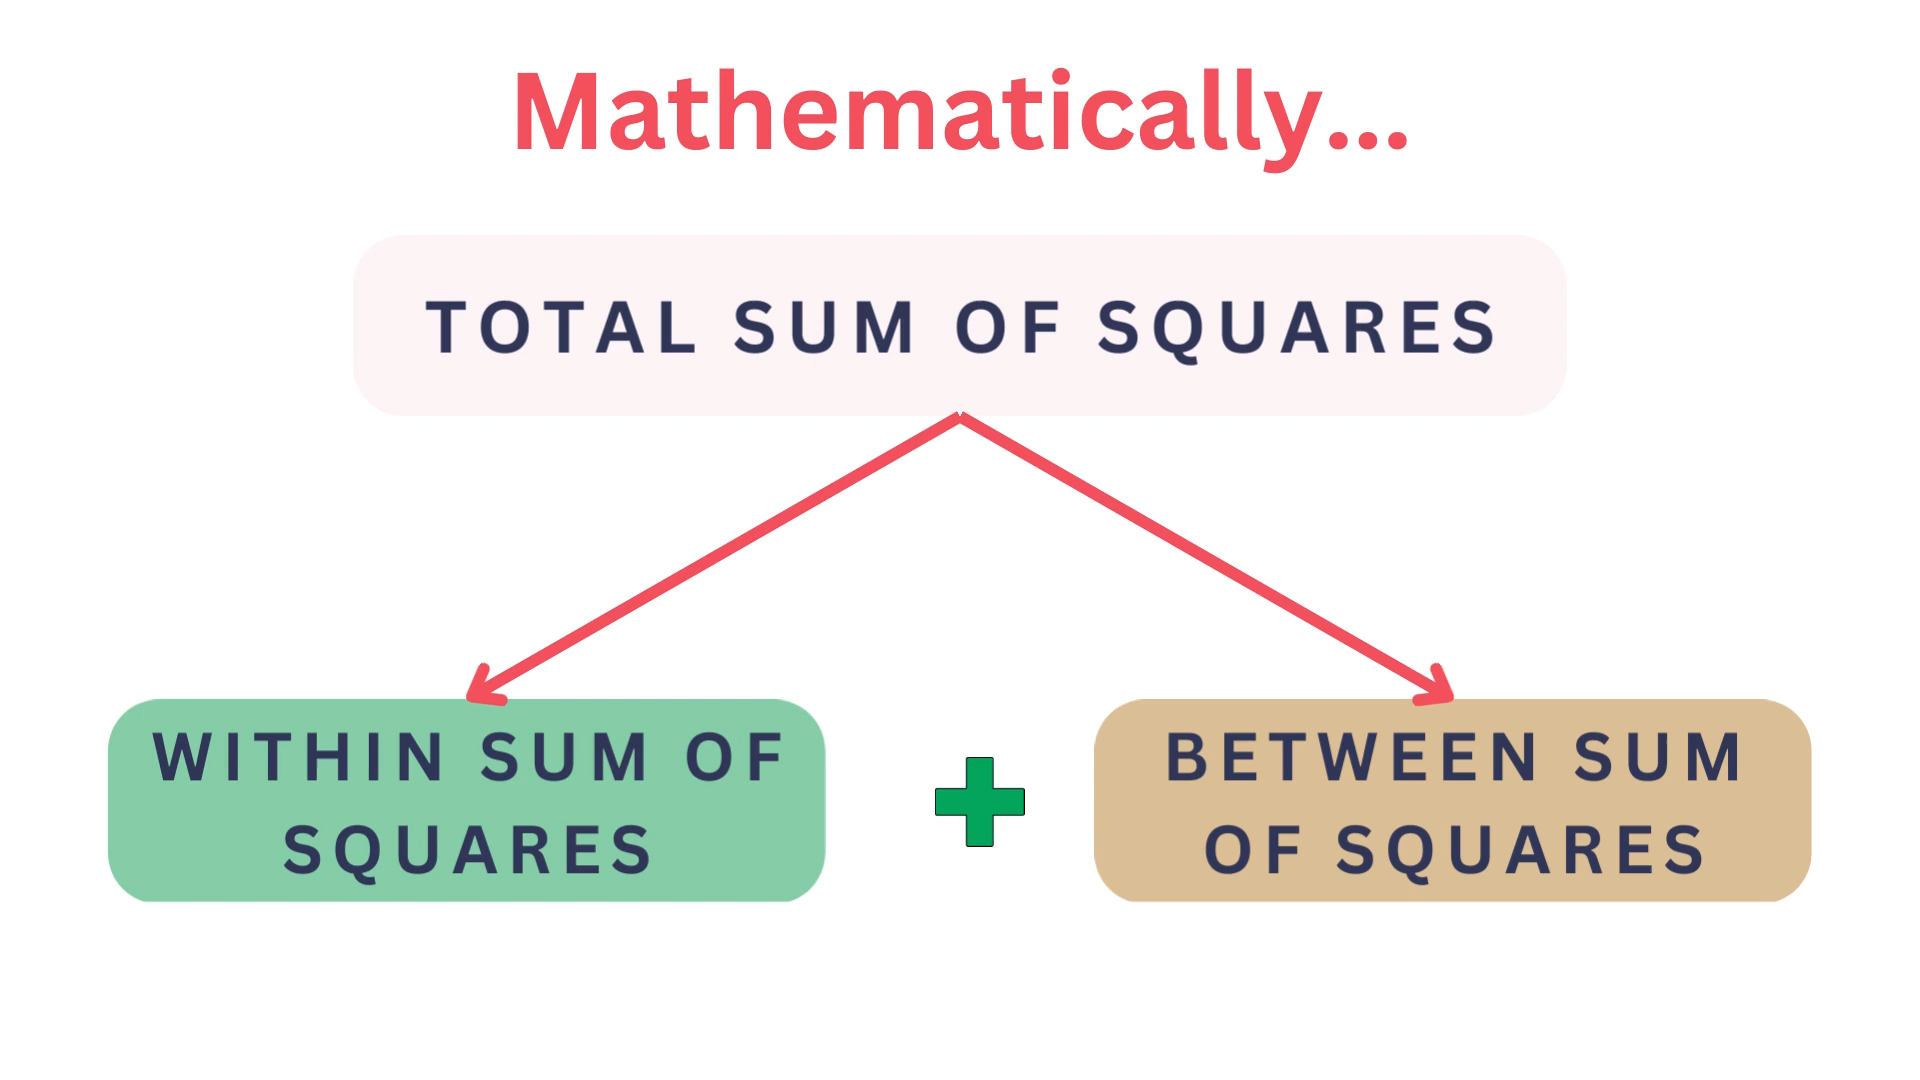 Mathematically...
TOTAL SUM OF SQUARES
WITHIN SUM OF
SQUARES
BETWEEN SUM
OF SQUARES